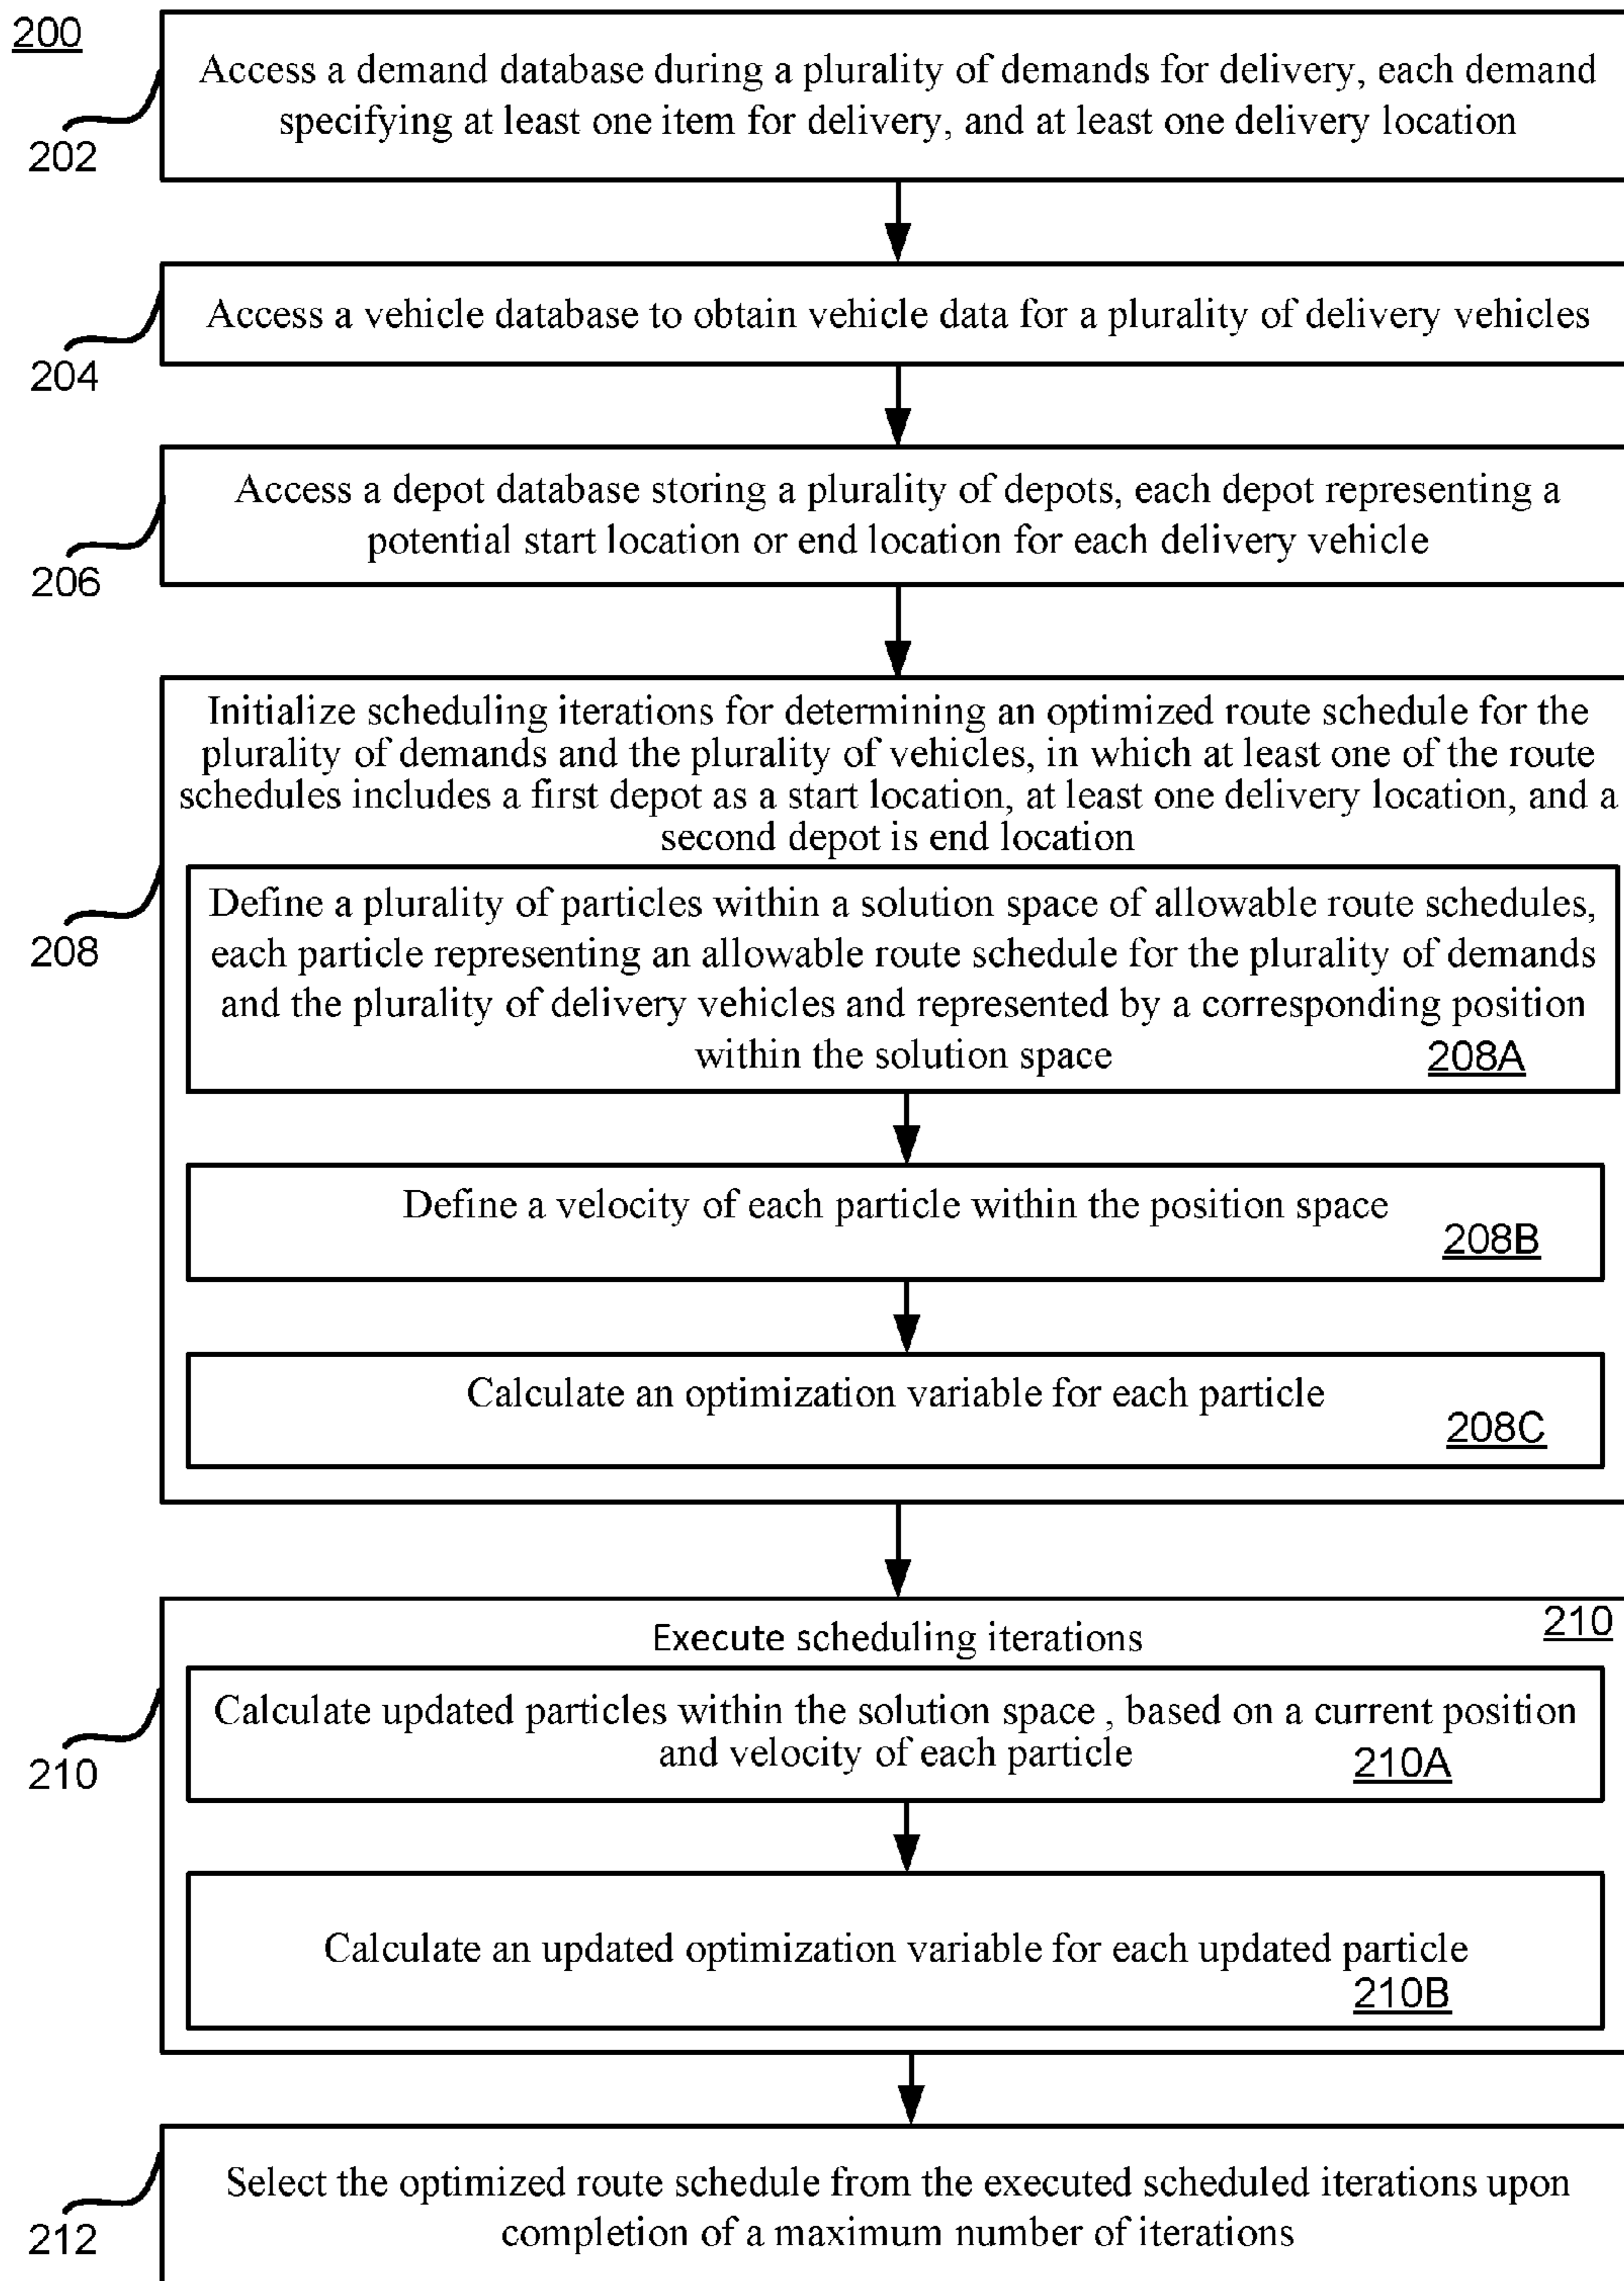 200
Access a demand database during a plurality of demands for delivery, each demand
specifying at least one item for delivery, and at least one delivery location
202
Access a vehicle database to obtain vehicle data for a plurality of delivery vehicles
204
Access a depot database storing a plurality of depots, each depot representing a
potential start location or end location for each delivery vehicle
206
Initialize scheduling iterations for determining an optimized route schedule for the
plurality of demands and the plurality of vehicles, in which at least one of the route
schedules includes a first depot as a start location, at least one delivery location, and a
second depot is end location
208
Define a plurality of particles within a solution space of allowable route schedules,
each particle representing an allowable route schedule for the plurality of demands
and the plurality of delivery vehicles and represented by a corresponding position
within the solution space 208A
Define a velocity of each particle within the position space
208B
Calculate an optimization variable for each particle
208C
210
Execute scheduling iterations
Calculate updated particles within the solution space , based on a current position
and velocity of each particle 210A
210
Calculate an updated optimization variable for each updated particle
210B
Select the optimized route schedule from the executed scheduled iterations upon
completion of a maximum number of iterations
212